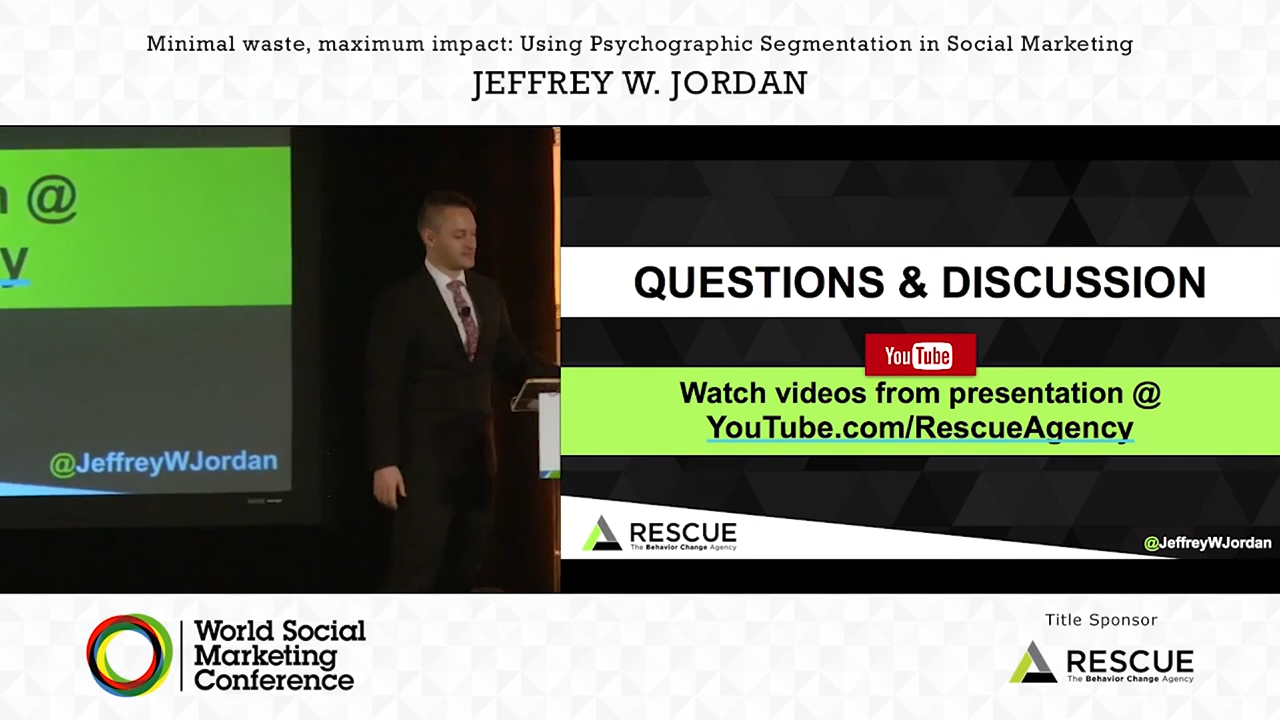 Minimal waste, maximum impact: Using Psychographic Segmentation in Social Marketing
JEFFREY W. JORDAN
@
y
@JeffreyWJordan
QUESTIONS & DISCUSSION
YouTube
Watch videos from presentation @
YouTube.com/RescueAgency
RESCUE
The Behavior Change Agency
@JeffreyWJordan
World Social
Marketing
Conference
Title Sponsor
RESCUE
The Behavior Change Agency